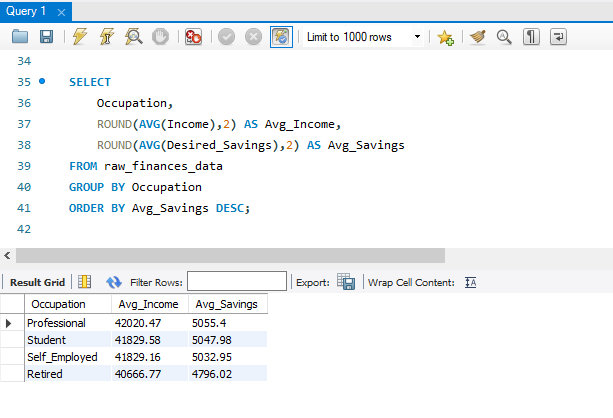 Query 1
Limit to 1000 rows
34
35 SELECT
36 Occupation,
37 ROUND(AVG(Income),2) AS Avg_Income,
38 ROUND(AVG(Desired_Savings),2) AS Avg_Savings
39 FROM raw_finances_data
40 GROUP BY Occupation
41 ORDER BY Avg_Savings DESC;
42
Result Grid Filter Rows: Export: Wrap Cell Content: IA
Occupation Avg_Income Avg_Savings
Professional 42020.47 5055.4
Student 41829.58 5047.98
Self_Employed 41829.16 5032.95
Retired 40666.77 4796.02